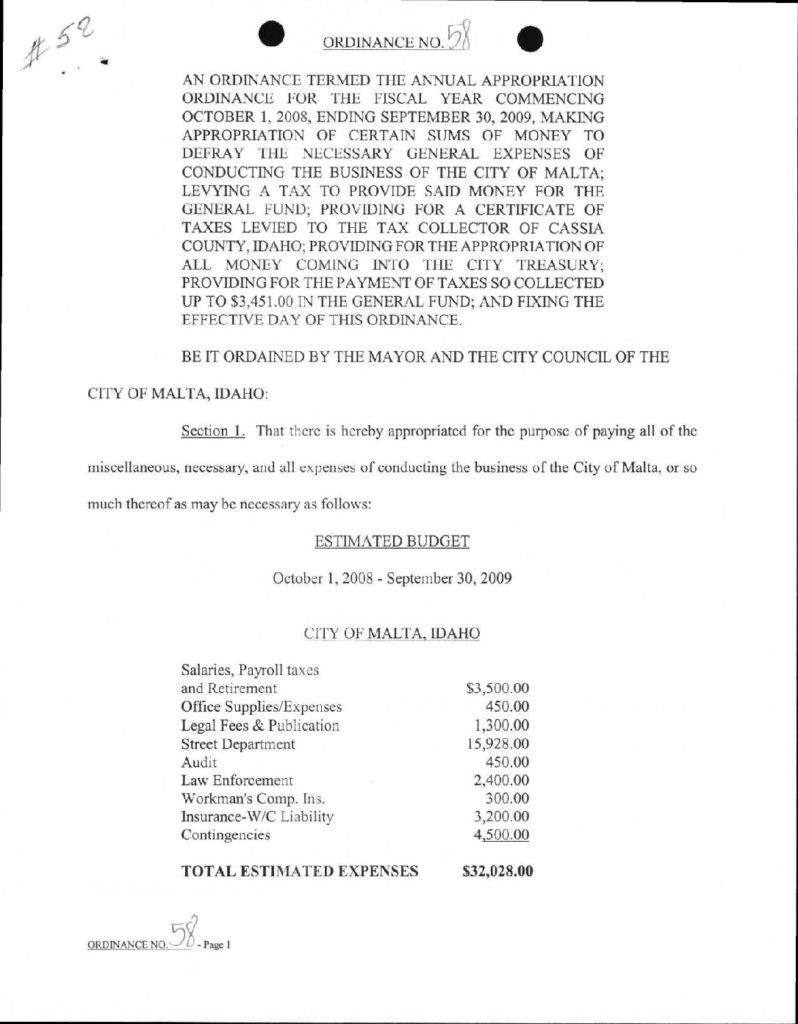 # 52
ORDINANCE NO. 58
AN ORDINANCE TERMED THE ANNUAL APPROPRIATION
ORDINANCE FOR THE FISCAL YEAR COMMENCING
OCTOBER 1, 2008, ENDING SEPTEMBER 30, 2009, MAKING
APPROPRIATION OF CERTAIN SUMS OF MONEY TO
DEFRAY THE NECESSARY GENERAL EXPENSES OF
CONDUCTING THE BUSINESS OF THE CITY OF MALTA;
LEVYING A TAX TO PROVIDE SAID MONEY FOR THE
GENERAL FUND; PROVIDING FOR A CERTIFICATE OF
TAXES LEVIED TO THE TAX COLLECTOR OF CASSIA
COUNTY, IDAHO; PROVIDING FOR THE APPROPRIATION OF
ALL MONEY COMING INTO THE CITY TREASURY;
PROVIDING FOR THE PAYMENT OF TAXES SO COLLECTED
UP TO $3,451.00 IN THE GENERAL FUND; AND FIXING THE
EFFECTIVE DAY OF THIS ORDINANCE.
BE IT ORDAINED BY THE MAYOR AND THE CITY COUNCIL OF THE
CITY OF MALTA, IDAHO:
Section 1. That there is hereby appropriated for the purpose of paying all of the
miscellaneous, necessary, and all expenses of conducting the business of the City of Malta, or so
much thereof as may be necessary as follows:
ESTIMATED BUDGET
October 1, 2008 - September 30, 2009
CITY OF MALTA, IDAHO
Salaries, Payroll taxes
and Retirement $3,500.00
Office Supplies/Expenses 450.00
Legal Fees & Publication 1,300.00
Street Department 15,928.00
Audit 450.00
Law Enforcement 2,400.00
Workman's Comp. Ins. 300.00
Insurance-W/C Liability 3,200.00
Contingencies 4,500.00
TOTAL ESTIMATED EXPENSES $32,028.00
ORDINANCE NO. 58 - Page 1